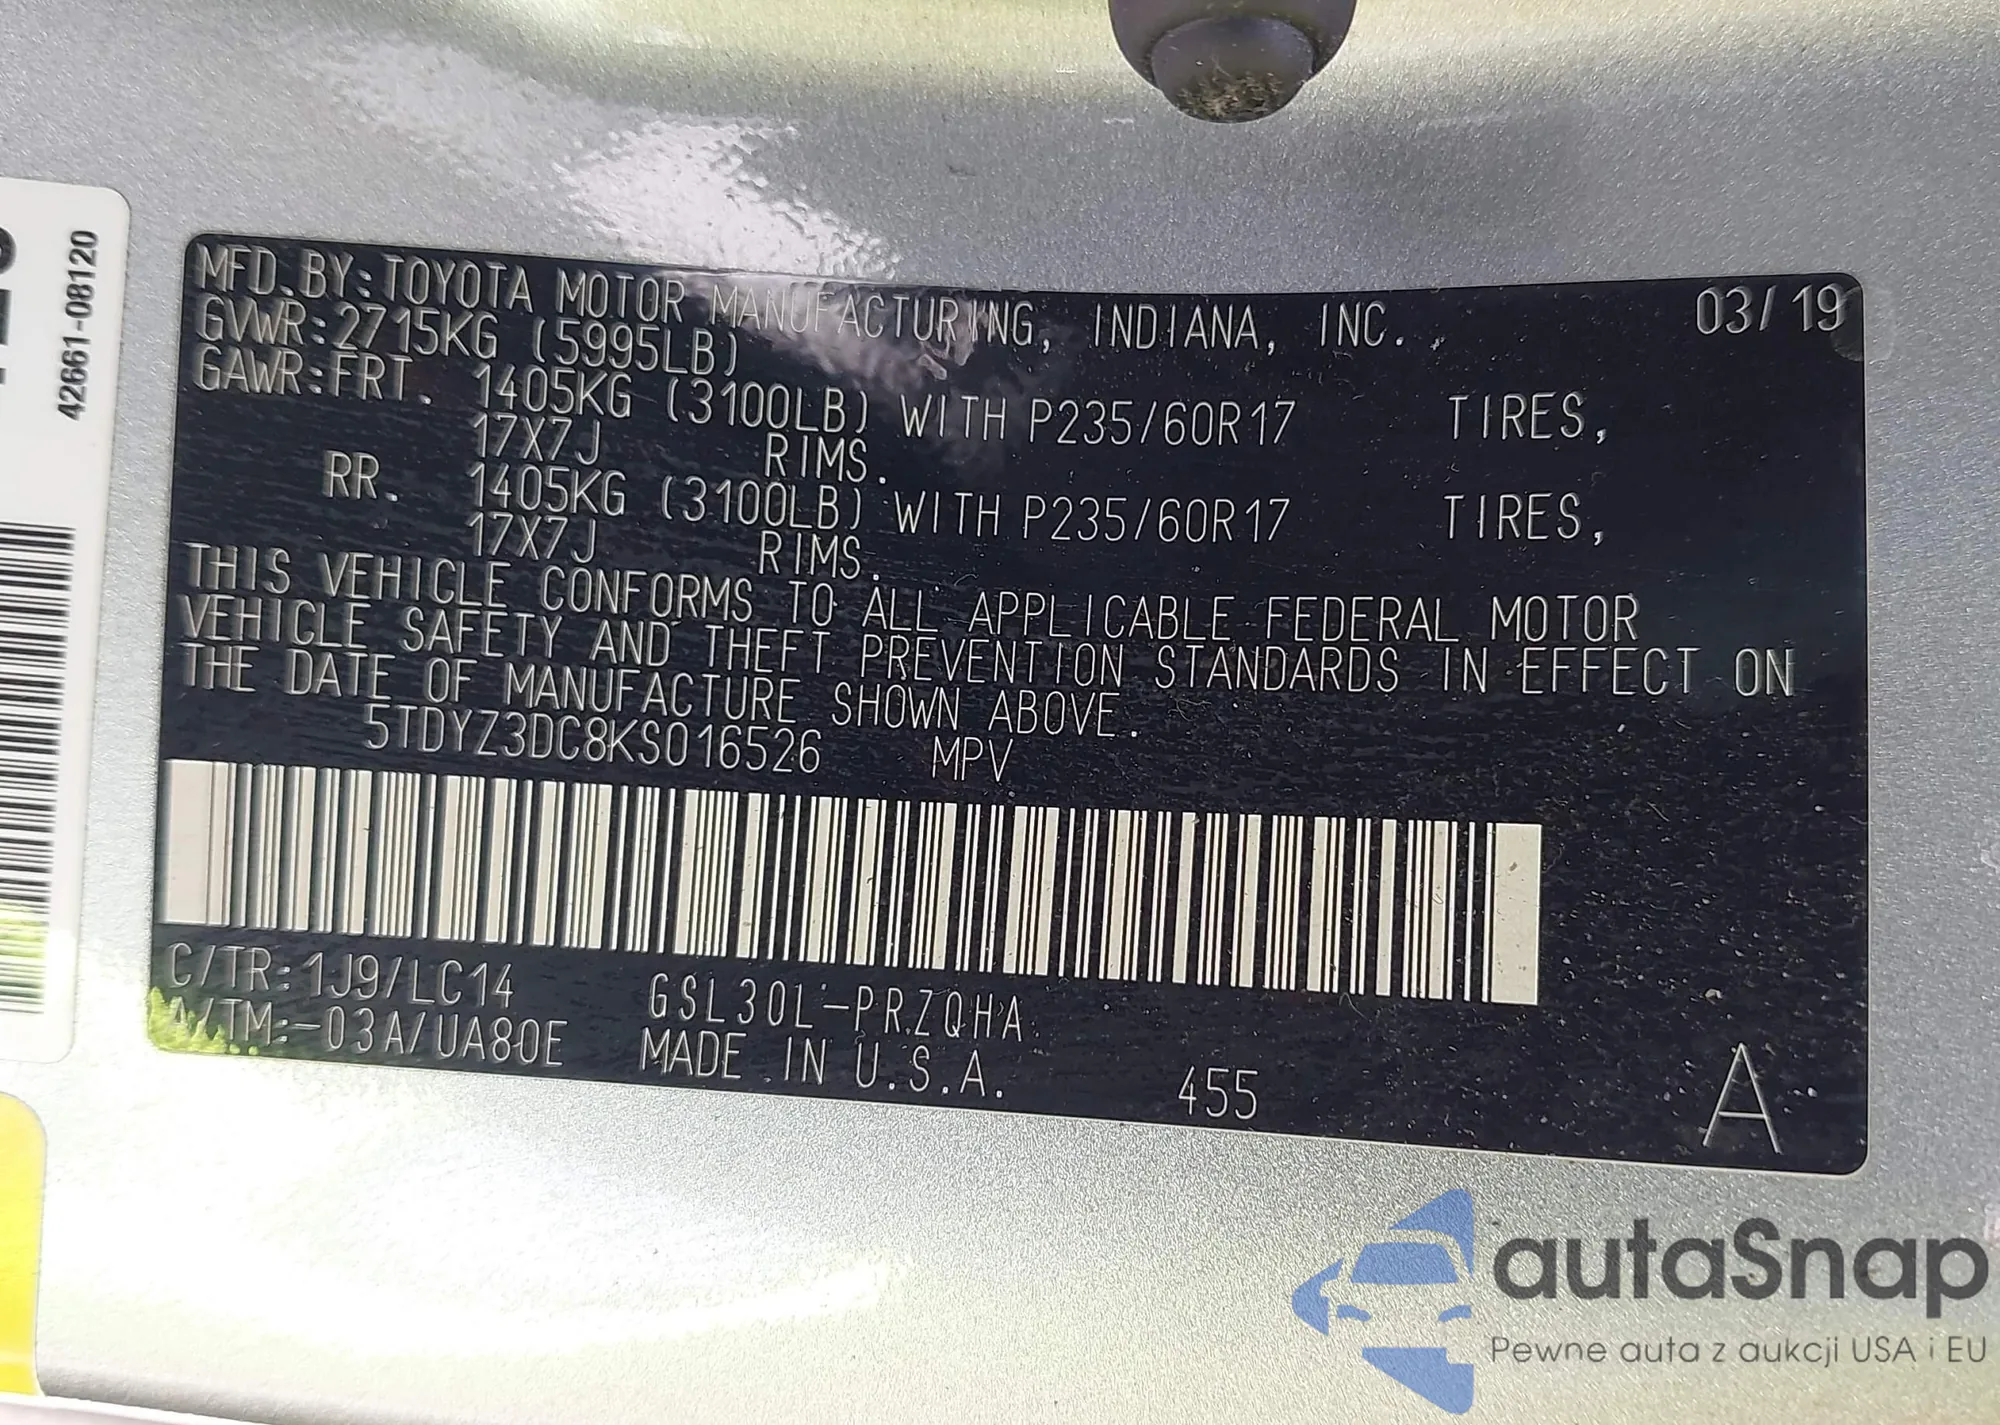 42661-08120
MFD.BY:TOYOTA MOTOR MANUFACTURING, INDIANA, INC. 03/19
GVWR:2715KG (5995LB)
GAWR:FRT. 1405KG (3100LB) WITH P235/60R17 TIRES,
17X7J RIMS.
RR. 1405KG (3100LB) WITH P235/60R17 TIRES,
17X7J RIMS.
THIS VEHICLE CONFORMS TO ALL APPLICABLE FEDERAL MOTOR
VEHICLE SAFETY AND THEFT PREVENTION STANDARDS IN EFFECT ON
THE DATE OF MANUFACTURE SHOWN ABOVE.
5TDYZ3DC8KS016526 MPV
C/TR:1J9/LC14 GSL30L-PRZQHA
A/TM:-03A/UA80E MADE IN U.S.A. 455 A
autaSnap
Pewne auta z aukcji USA i EU